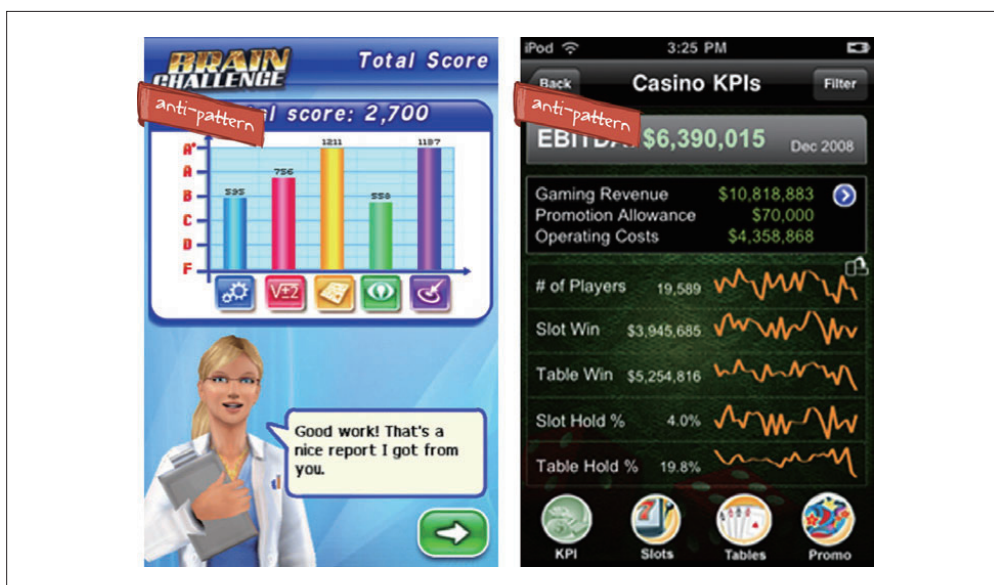 BRAIN
CHALLENGE
Total Score
anti-pattern
score: 2,700
1211
1197
756
595
550
A+
A
B
C
D
F
V±2
Good work! That's a
nice report I got from
you.
iPod
3:25 PM
Back
Casino KPIs
Filter
anti-pattern
$6,390,015
Dec 2008
Gaming Revenue $10,818,883
Promotion Allowance $70,000
Operating Costs $4,358,868
# of Players 19,589
Slot Win $3,945,685
Table Win $5,254,816
Slot Hold % 4.0%
Table Hold % 19.8%
KPI
Slots
Tables
Promo